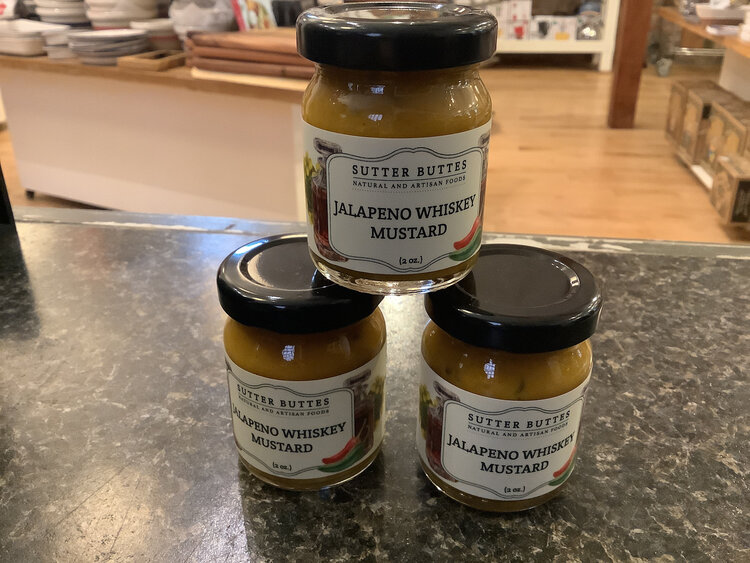 SUTTER BUTTES
NATURAL AND ARTISAN FOODS
JALAPENO WHISKEY
MUSTARD
(2 oz.)
SUTTER BUTTES
NATURAL AND ARTISAN FOODS
JALAPENO WHISKEY
MUSTARD
(2 oz.)
SUTTER BUTTES
NATURAL AND ARTISAN FOODS
JALAPENO WHISKEY
MUSTARD
(2 oz.)